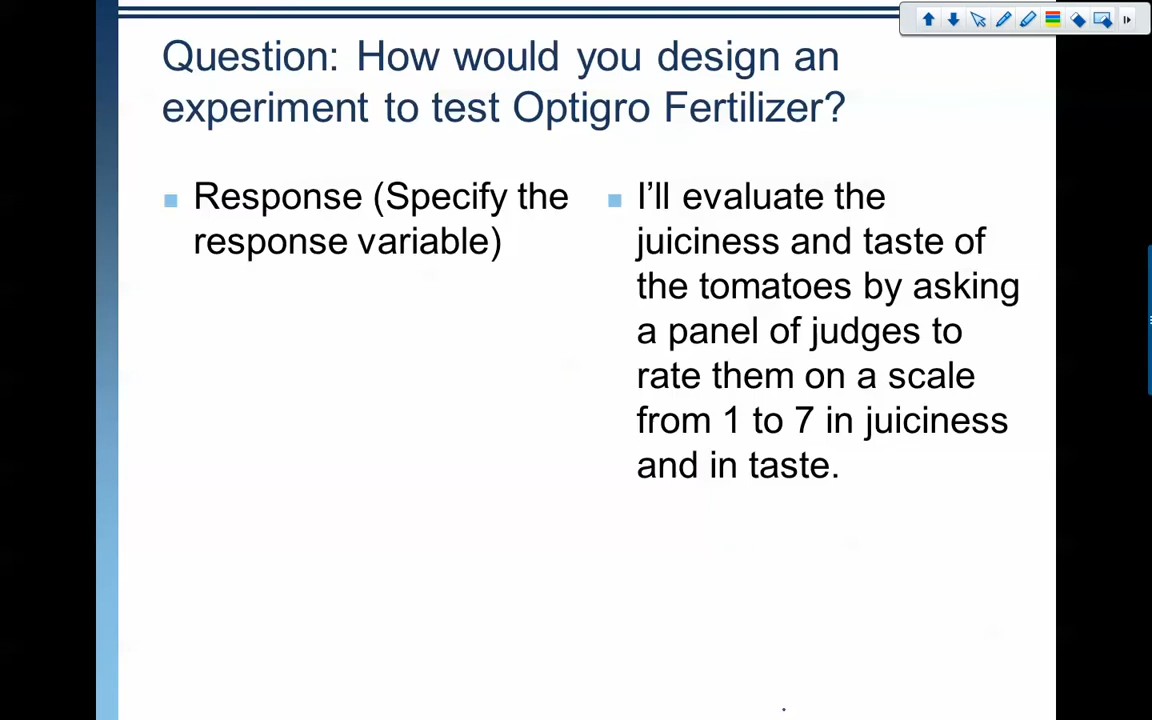 Question: How would you design an
experiment to test Optigro Fertilizer?
Response (Specify the
response variable)
I’ll evaluate the
juiciness and taste of
the tomatoes by asking
a panel of judges to
rate them on a scale
from 1 to 7 in juiciness
and in taste.